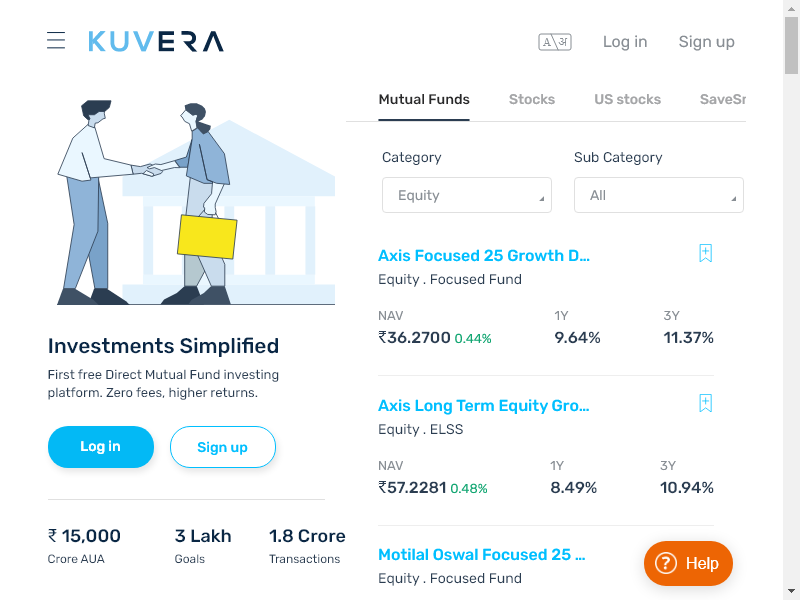 KUVERA
A\अ
Log in
Sign up
Mutual Funds
Stocks
US stocks
SaveSr
Category
Sub Category
Equity
All
Axis Focused 25 Growth D...
Equity . Focused Fund
NAV
1Y
3Y
₹36.2700 0.44%
9.64%
11.37%
Axis Long Term Equity Gro...
Equity . ELSS
NAV
1Y
3Y
₹57.2281 0.48%
8.49%
10.94%
Motilal Oswal Focused 25 ...
Equity . Focused Fund
Investments Simplified
First free Direct Mutual Fund investing
platform. Zero fees, higher returns.
Log in
Sign up
₹ 15,000
Crore AUA
3 Lakh
Goals
1.8 Crore
Transactions
? Help